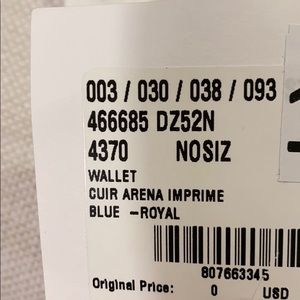 003 / 030 / 038 / 093
466685 DZ52N
4370 NOSIZ
WALLET
CUIR ARENA IMPRIME
BLUE -ROYAL
807663345
Original Price: 0 USD